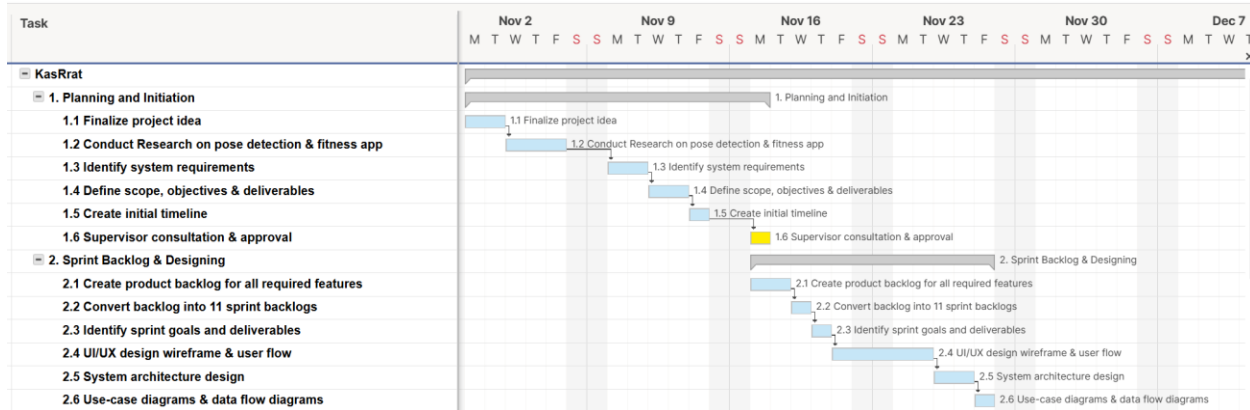 Task
Nov 2 Nov 9 Nov 16 Nov 23 Nov 30 Dec 7
M T W T F S S M T W T F S S M T W T F S S M T W T F S S M T W T F S S M T W
KasRrat
1. Planning and Initiation 1. Planning and Initiation
1.1 Finalize project idea 1.1 Finalize project idea
1.2 Conduct Research on pose detection & fitness app 1.2 Conduct Research on pose detection & fitness app
1.3 Identify system requirements 1.3 Identify system requirements
1.4 Define scope, objectives & deliverables 1.4 Define scope, objectives & deliverables
1.5 Create initial timeline 1.5 Create initial timeline
1.6 Supervisor consultation & approval 1.6 Supervisor consultation & approval
2. Sprint Backlog & Designing 2. Sprint Backlog & Designing
2.1 Create product backlog for all required features 2.1 Create product backlog for all required features
2.2 Convert backlog into 11 sprint backlogs 2.2 Convert backlog into 11 sprint backlogs
2.3 Identify sprint goals and deliverables 2.3 Identify sprint goals and deliverables
2.4 UI/UX design wireframe & user flow 2.4 UI/UX design wireframe & user flow
2.5 System architecture design 2.5 System architecture design
2.6 Use-case diagrams & data flow diagrams 2.6 Use-case diagrams & data flow diagrams